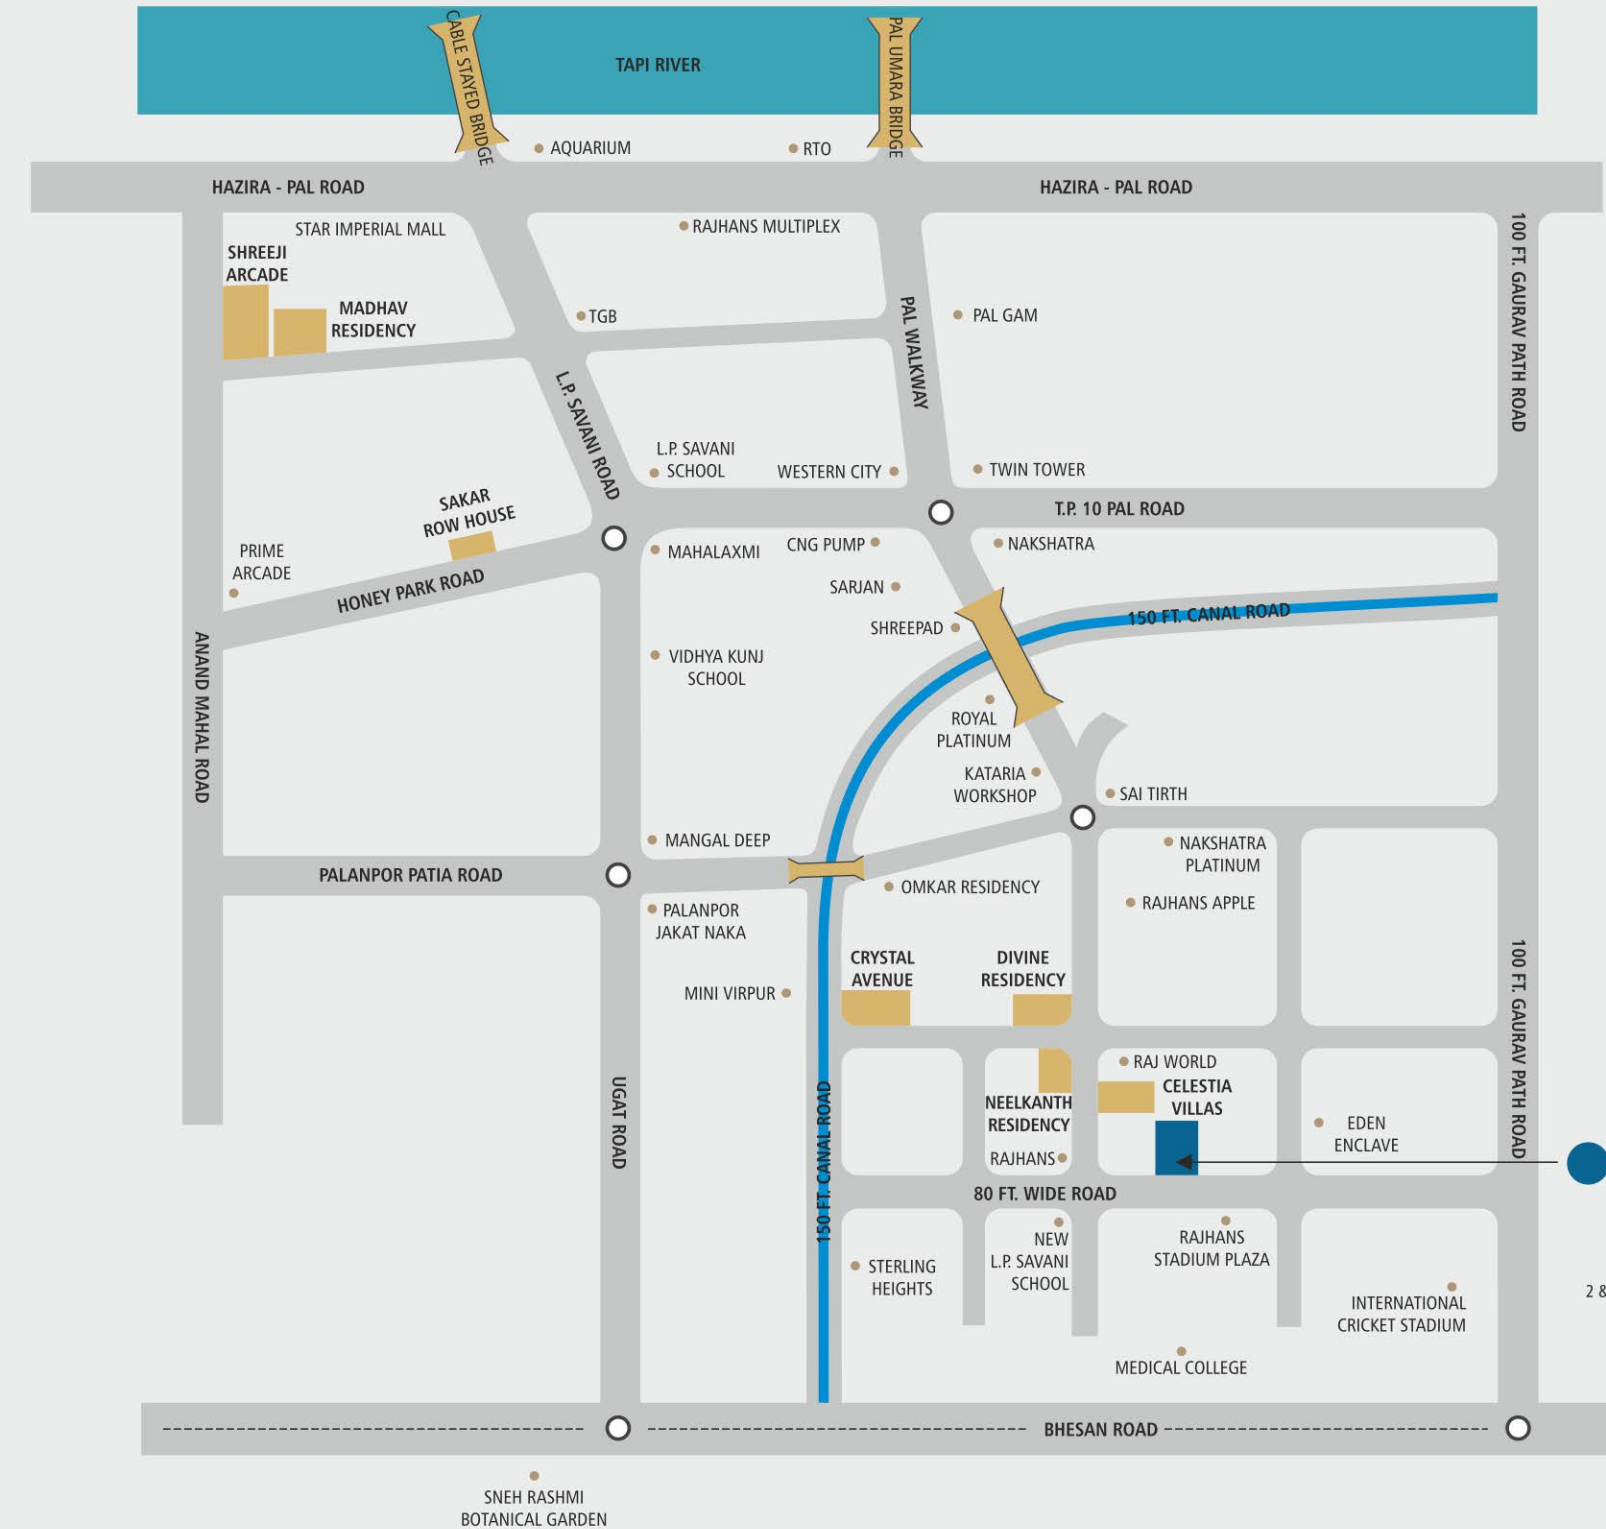 CABLE STAYED BRIDGE
TAPI RIVER
PAL UMARA BRIDGE
AQUARIUM
RTO
HAZIRA - PAL ROAD
HAZIRA - PAL ROAD
STAR IMPERIAL MALL
RAJHANS MULTIPLEX
100 FT. GAURAV PATH ROAD
SHREEJI
ARCADE
MADHAV
RESIDENCY
TGB
PAL WALKWAY
PAL GAM
L.P. SAVANI ROAD
L.P. SAVANI
SCHOOL
WESTERN CITY
TWIN TOWER
SAKAR
ROW HOUSE
T.P. 10 PAL ROAD
PRIME
ARCADE
HONEY PARK ROAD
MAHALAXMI
CNG PUMP
NAKSHATRA
SARJAN
SHREEPAD
150 FT. CANAL ROAD
ANAND MAHAL ROAD
VIDHYA KUNJ
SCHOOL
ROYAL
PLATINUM
KATARIA
WORKSHOP
SAI TIRTH
MANGAL DEEP
NAKSHATRA
PLATINUM
PALANPOR PATIA ROAD
OMKAR RESIDENCY
RAJHANS APPLE
PALANPOR
JAKAT NAKA
CRYSTAL
AVENUE
DIVINE
RESIDENCY
MINI VIRPUR
100 FT. GAURAV PATH ROAD
UGAT ROAD
150 FT. CANAL ROAD
RAJ WORLD
NEELKANTH
RESIDENCY
CELESTIA
VILLAS
EDEN
ENCLAVE
RAJHANS
80 FT. WIDE ROAD
NEW
L.P. SAVANI
SCHOOL
RAJHANS
STADIUM PLAZA
STERLING
HEIGHTS
2 &
INTERNATIONAL
CRICKET STADIUM
MEDICAL COLLEGE
BHESAN ROAD
SNEH RASHMI
BOTANICAL GARDEN